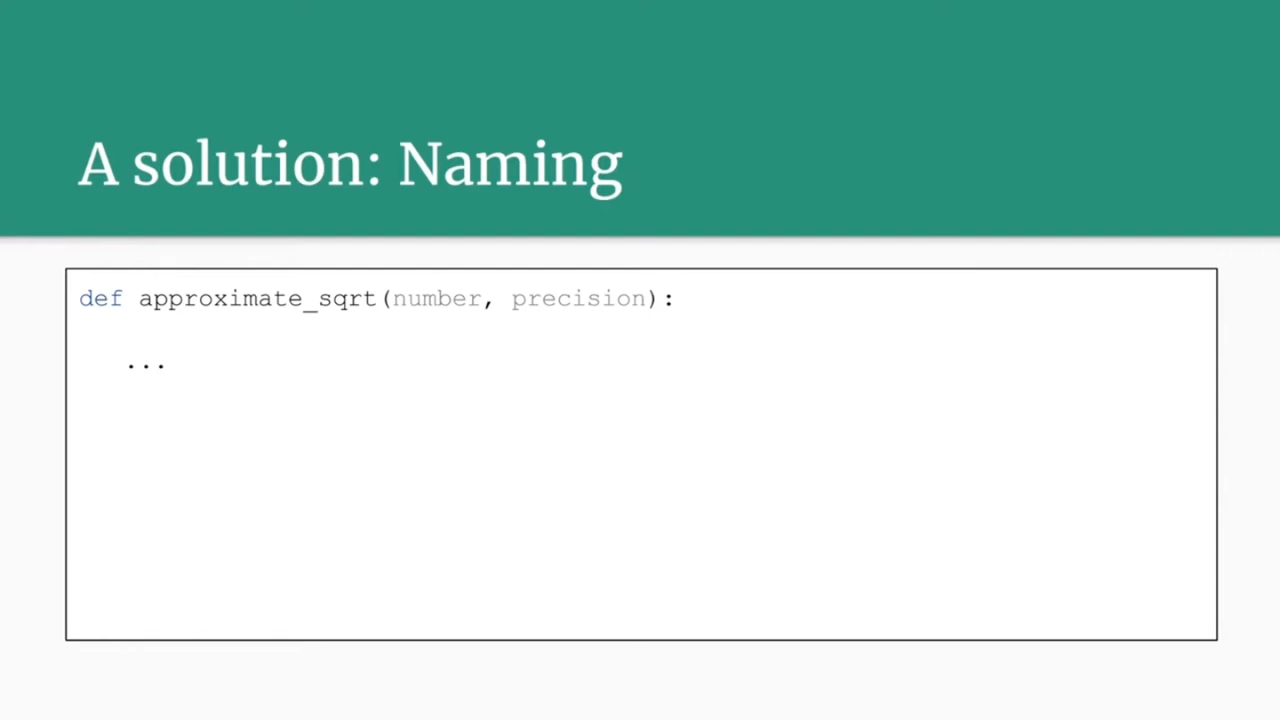 A solution: Naming
def approximate_sqrt(number, precision):
...